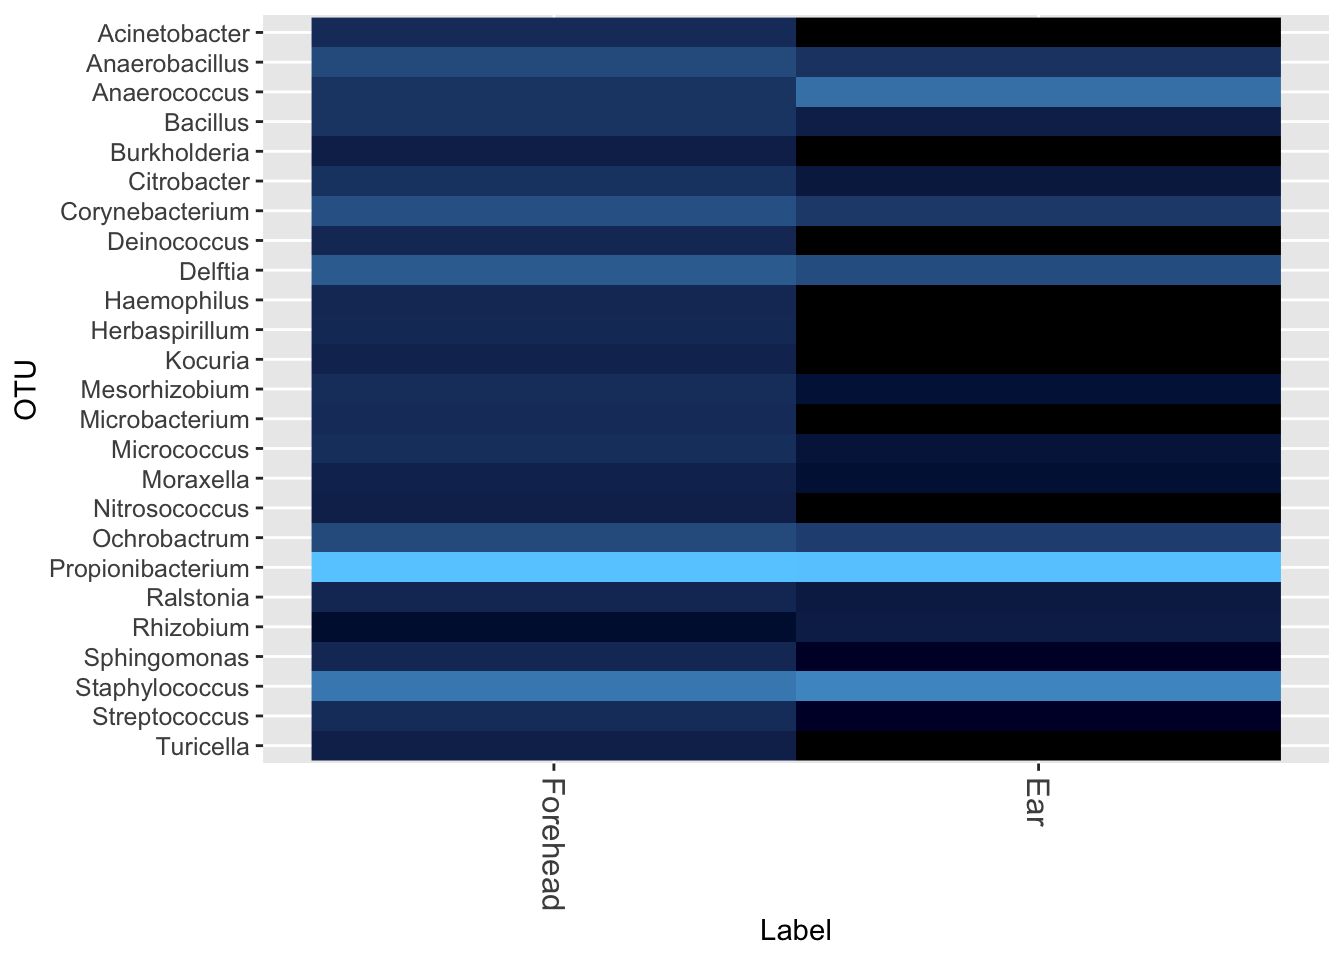 Acinetobacter
Anaerobacillus
Anaerococcus
Bacillus
Burkholderia
Citrobacter
Corynebacterium
Deinococcus
Delftia
Haemophilus
Herbaspirillum
Kocuria
Mesorhizobium
Microbacterium
Micrococcus
Moraxella
Nitrosococcus
Ochrobactrum
Propionibacterium
Ralstonia
Rhizobium
Sphingomonas
Staphylococcus
Streptococcus
Turicella
OTU
Forehead
Ear
Label